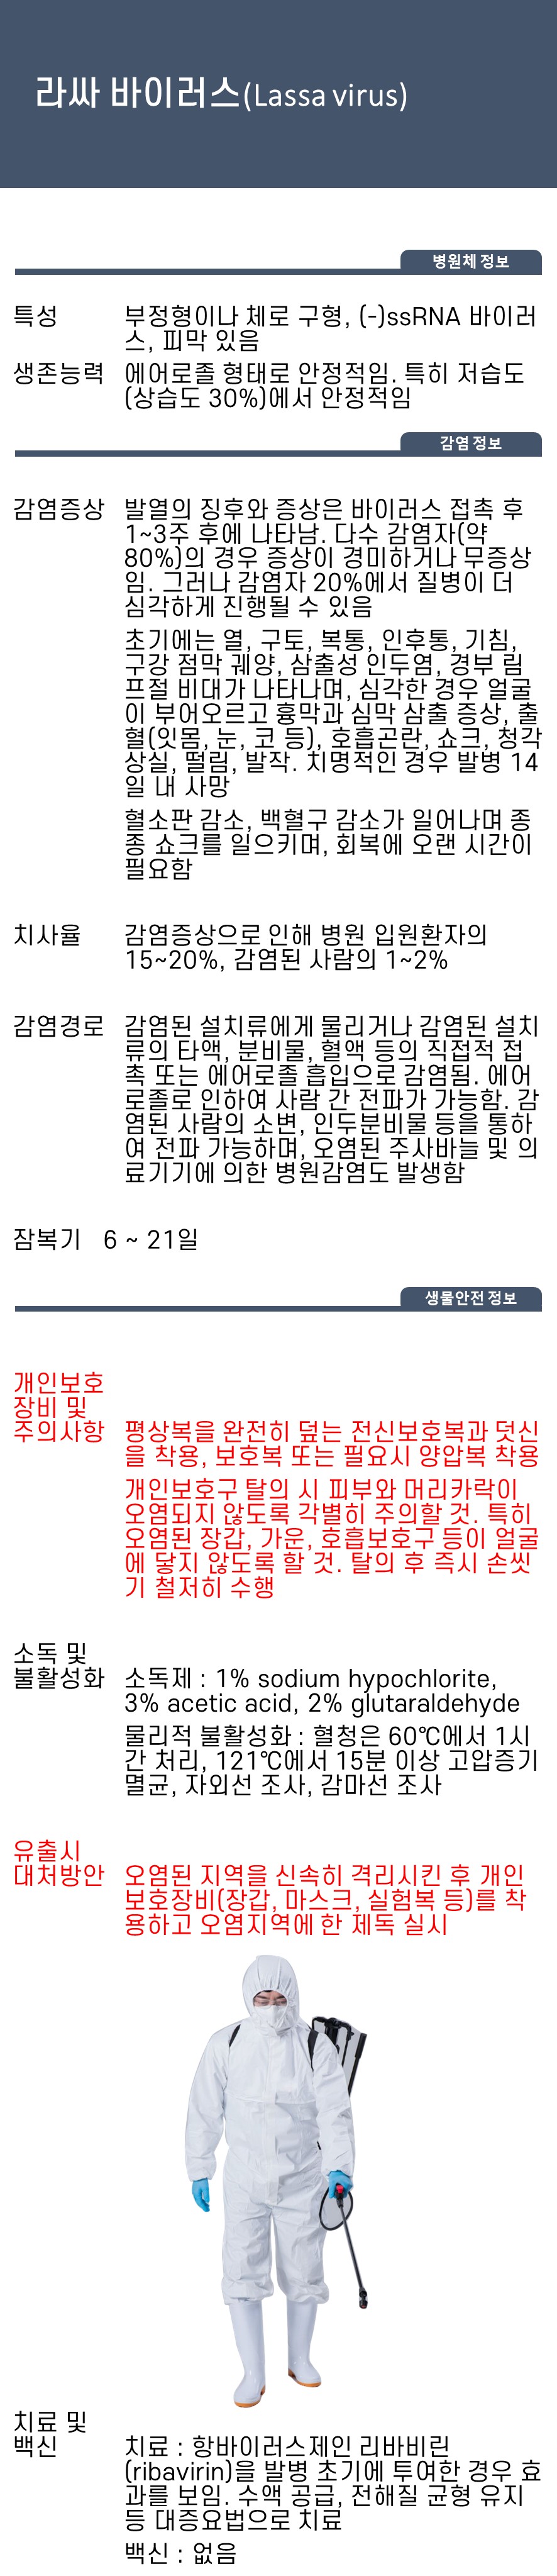 라싸 바이러스(Lassa virus)
병원체 정보
특성 부정형이나 체로 구형, (-)ssRNA 바이러
스, 피막 있음
생존능력 에어로졸 형태로 안정적임. 특히 저습도
(상습도 30%)에서 안정적임
감염 정보
감염증상 발열의 징후와 증상은 바이러스 접촉 후
1~3주 후에 나타남. 다수 감염자(약
80%)의 경우 증상이 경미하거나 무증상
임. 그러나 감염자 20%에서 질병이 더
심각하게 진행될 수 있음
초기에는 열, 구토, 복통, 인후통, 기침,
구강 점막 궤양, 삼출성 인두염, 경부 림
프절 비대가 나타나며, 심각한 경우 얼굴
이 부어오르고 흉막과 심막 삼출 증상, 출
혈(잇몸, 눈, 코 등), 호흡곤란, 쇼크, 청각
상실, 떨림, 발작. 치명적인 경우 발병 14
일 내 사망
혈소판 감소, 백혈구 감소가 일어나며 종
종 쇼크를 일으키며, 회복에 오랜 시간이
필요함
치사율 감염증상으로 인해 병원 입원환자의
15~20%, 감염된 사람의 1~2%
감염경로 감염된 설치류에게 물리거나 감염된 설치
류의 타액, 분비물, 혈액 등의 직접적 접
촉 또는 에어로졸 흡입으로 감염됨. 에어
로졸로 인하여 사람 간 전파가 가능함. 감
염된 사람의 소변, 인두분비물 등을 통하
여 전파 가능하며, 오염된 주사바늘 및 의
료기기에 의한 병원감염도 발생함
잠복기 6 ~ 21일
생물안전 정보
개인보호
장비 및
주의사항 평상복을 완전히 덮는 전신보호복과 덧신
을 착용, 보호복 또는 필요시 양압복 착용
개인보호구 탈의 시 피부와 머리카락이
오염되지 않도록 각별히 주의할 것. 특히
오염된 장갑, 가운, 호흡보호구 등이 얼굴
에 닿지 않도록 할 것. 탈의 후 즉시 손씻
기 철저히 수행
소독 및
불활성화 소독제 : 1% sodium hypochlorite,
3% acetic acid, 2% glutaraldehyde
물리적 불활성화 : 혈청은 60℃에서 1시
간 처리, 121℃에서 15분 이상 고압증기
멸균, 자외선 조사, 감마선 조사
유출시
대처방안 오염된 지역을 신속히 격리시킨 후 개인
보호장비(장갑, 마스크, 실험복 등)를 착
용하고 오염지역에 한 제독 실시
치료 및
백신 치료 : 항바이러스제인 리바비린
(ribavirin)을 발병 초기에 투여한 경우 효
과를 보임. 수액 공급, 전해질 균형 유지
등 대증요법으로 치료
백신 : 없음